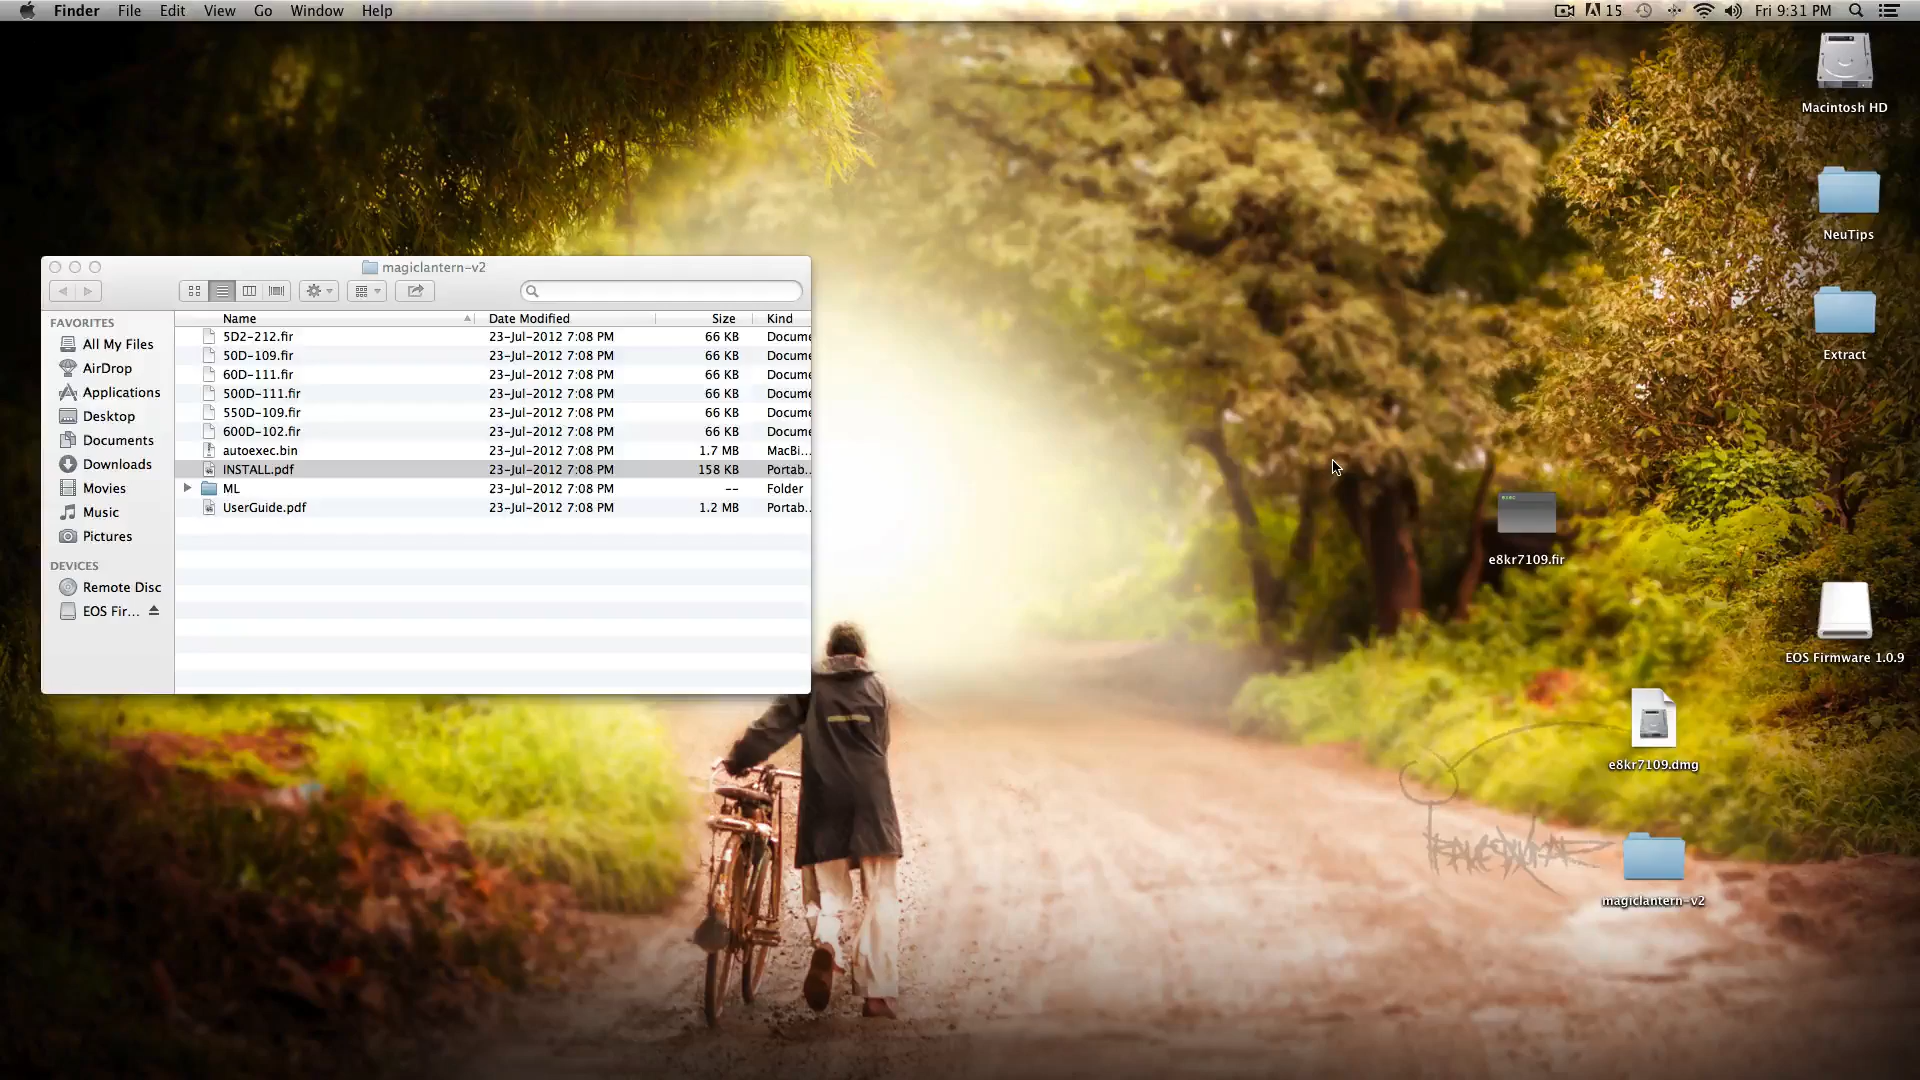 Finder File Edit View Go Window Help
15 Fri 9:31 PM
Macintosh HD
NeuTips
Extract
magiclantern-v2
Name Date Modified Size Kind
5D2-212.fir 23-Jul-2012 7:08 PM 66 KB Docume
50D-109.fir 23-Jul-2012 7:08 PM 66 KB Docume
60D-111.fir 23-Jul-2012 7:08 PM 66 KB Docume
500D-111.fir 23-Jul-2012 7:08 PM 66 KB Docume
550D-109.fir 23-Jul-2012 7:08 PM 66 KB Docume
600D-102.fir 23-Jul-2012 7:08 PM 66 KB Docume
autoexec.bin 23-Jul-2012 7:08 PM 1.7 MB MacBi...
INSTALL.pdf 23-Jul-2012 7:08 PM 158 KB Portab...
ML 23-Jul-2012 7:08 PM -- Folder
UserGuide.pdf 23-Jul-2012 7:08 PM 1.2 MB Portab...
FAVORITES
All My Files
AirDrop
Applications
Desktop
Documents
Downloads
Movies
Music
Pictures
DEVICES
Remote Disc
EOS Fir...
e8kr7109.fir
EOS Firmware 1.0.9
e8kr7109.dmg
magiclantern-v2